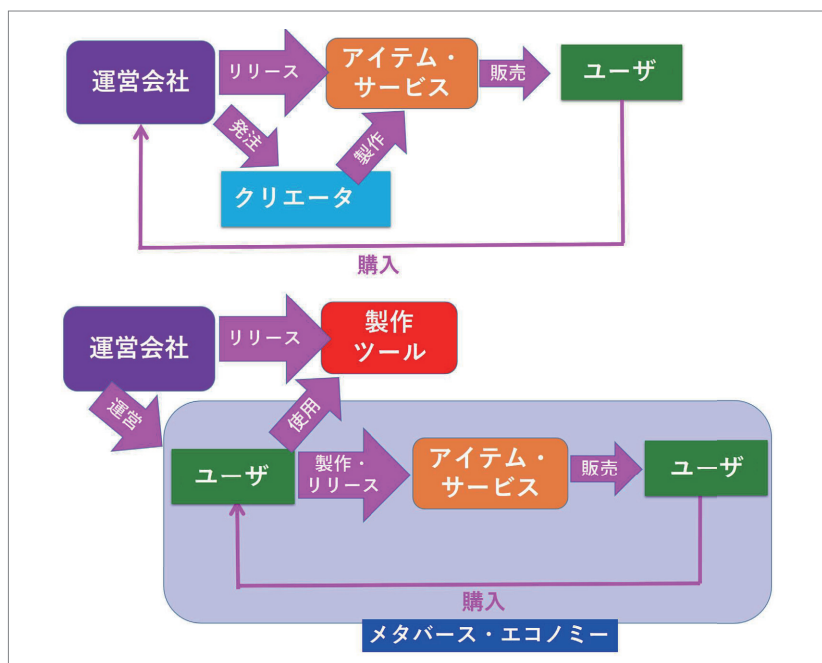 運営会社
リリース
アイテム・
サービス
販売
ユーザ
発注
製作
クリエータ
購入
運営会社
リリース
製作
ツール
運営
使用
ユーザ
製作・
リリース
アイテム・
サービス
販売
ユーザ
購入
メタバース・エコノミー